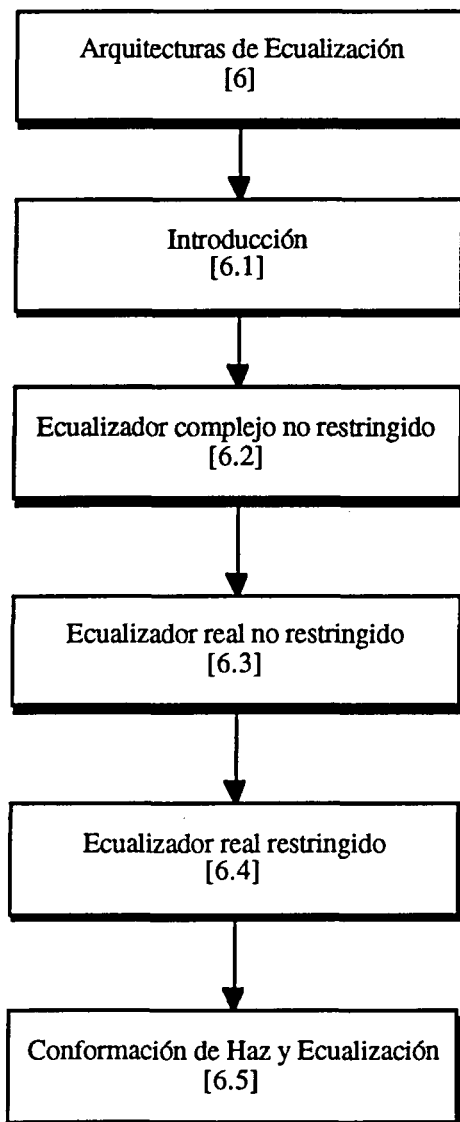 Arquitecturas de Ecualización
[6]
Introducción
[6.1]
Ecualizador complejo no restringido
[6.2]
Ecualizador real no restringido
[6.3]
Ecualizador real restringido
[6.4]
Conformación de Haz y Ecualización
[6.5]